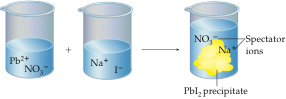 Pb²⁺
NO₃⁻
+
Na⁺
I⁻
NO₃⁻
Na⁺
Spectator
ions
PbI₂ precipitate